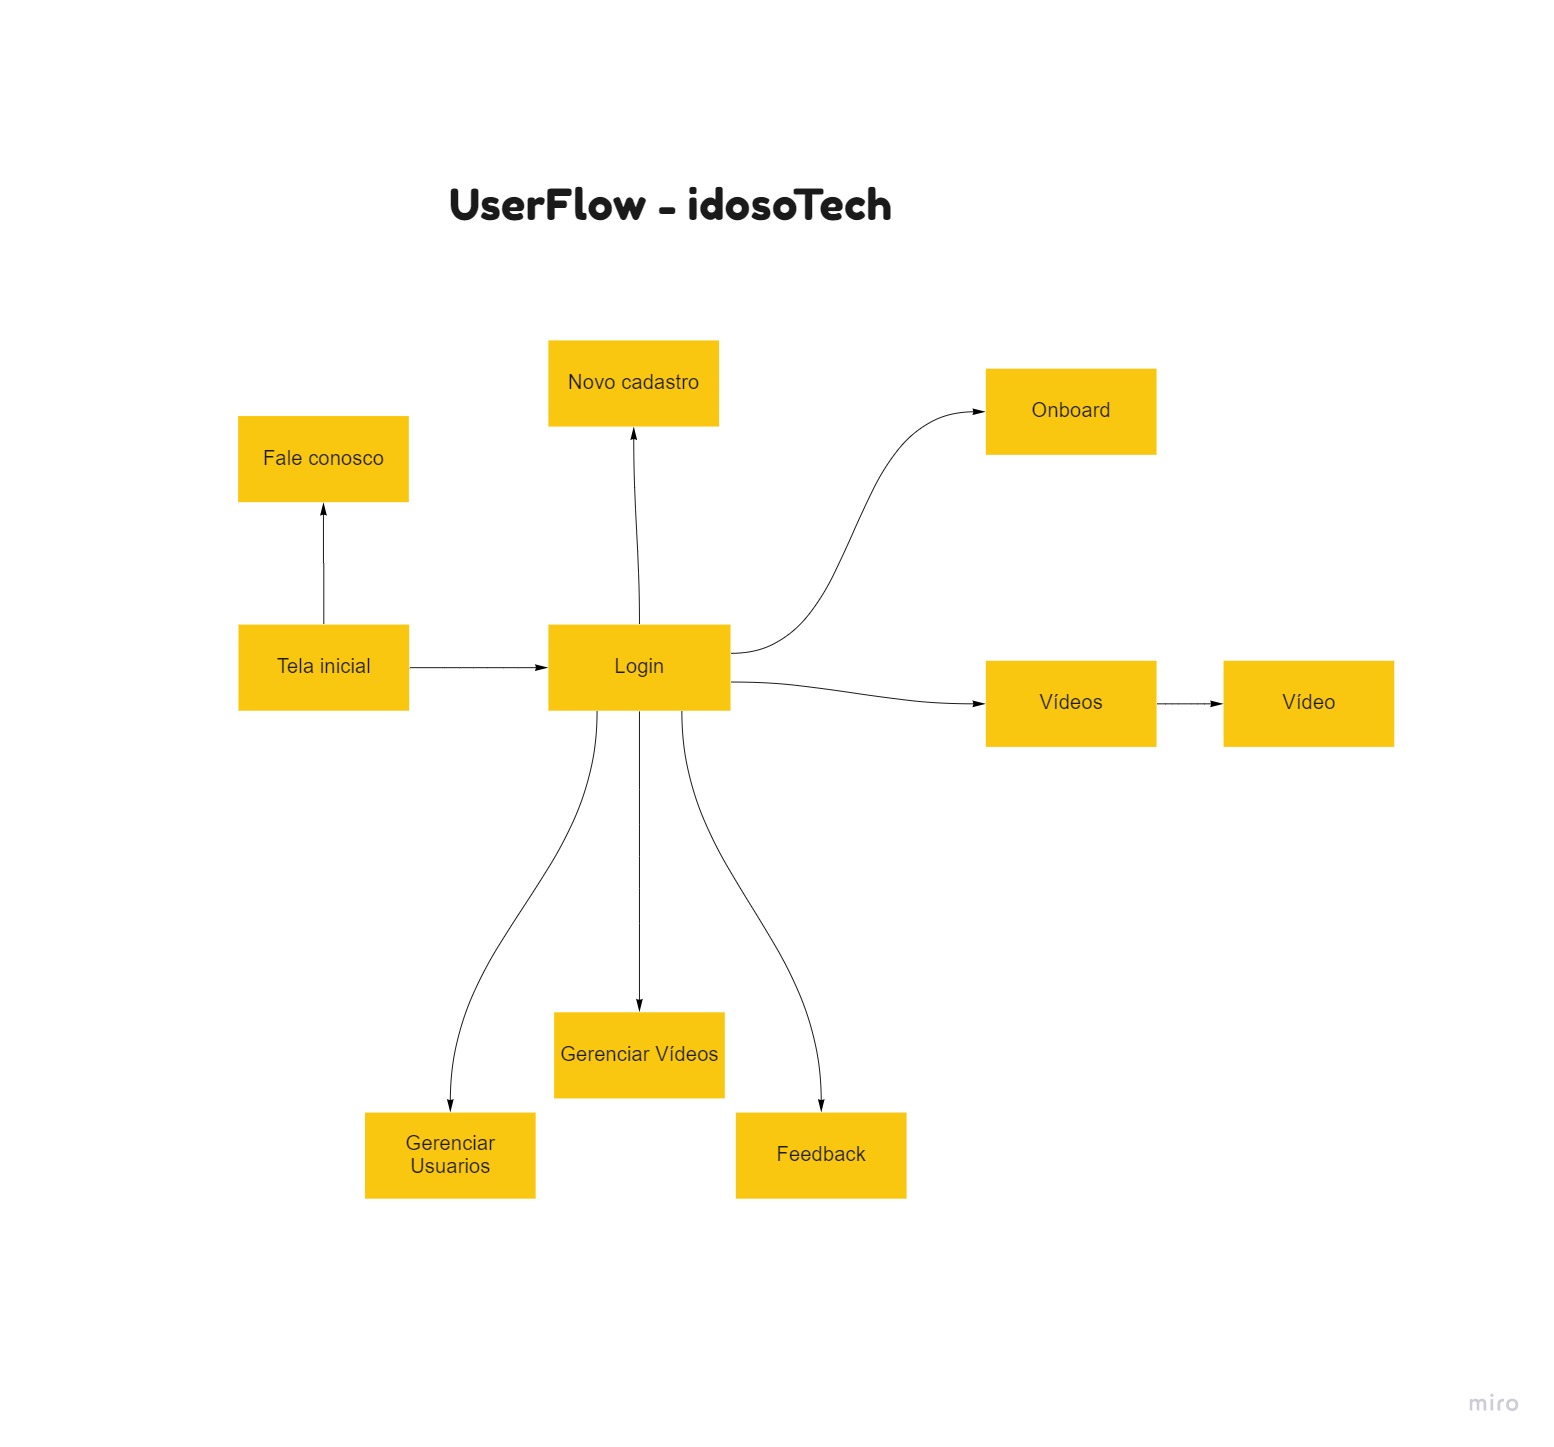 UserFlow - idosoTech
Novo cadastro
Onboard
Fale conosco
Tela inicial
Login
Vídeos
Vídeo
Gerenciar Vídeos
Gerenciar
Usuarios
Feedback
miro